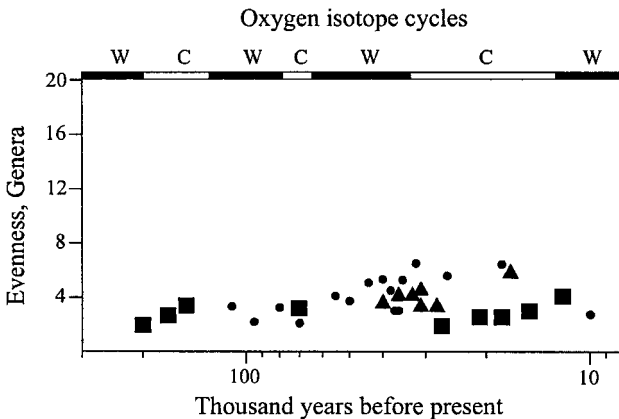 Oxygen isotope cycles
W C W C W C W
20
16
12
8
4
Evenness, Genera
100 10
Thousand years before present